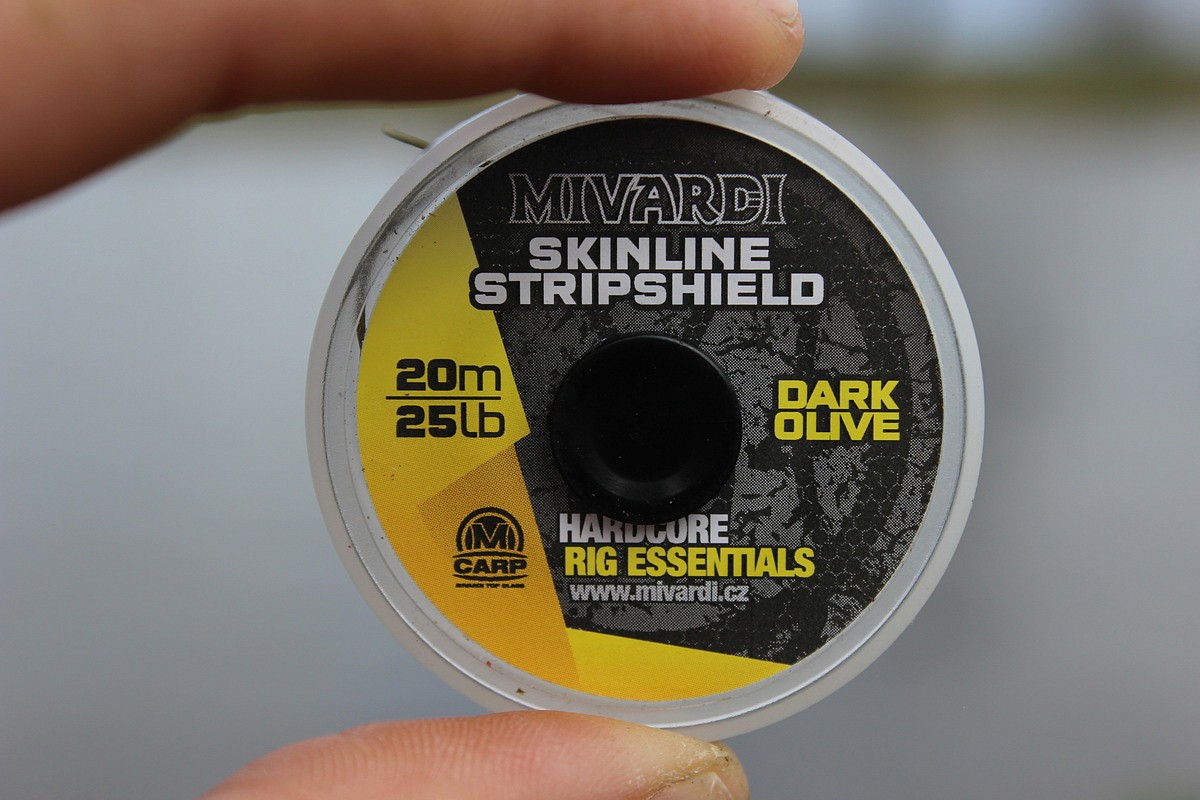 MIVARDI
SKINLINE
STRIPSHIELD
20m
25lb
DARK
OLIVE
M
CARP
HARDCORE
RIG ESSENTIALS
www.mivardi.cz